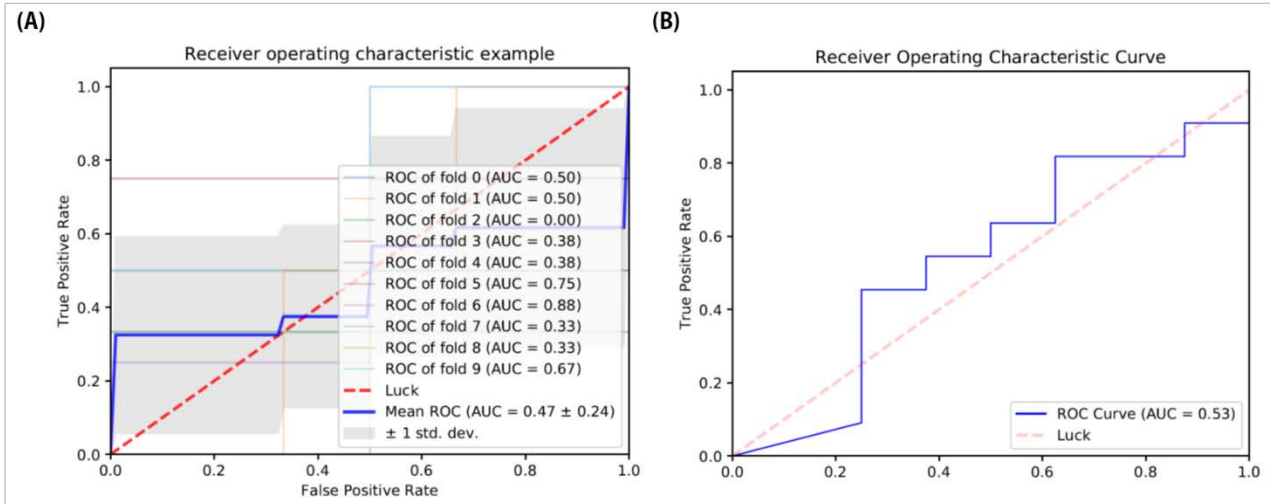 (A)
Receiver operating characteristic example
True Positive Rate
1.0
0.8
0.6
0.4
0.2
0.0
ROC of fold 0 (AUC = 0.50)
ROC of fold 1 (AUC = 0.50)
ROC of fold 2 (AUC = 0.00)
ROC of fold 3 (AUC = 0.38)
ROC of fold 4 (AUC = 0.38)
ROC of fold 5 (AUC = 0.75)
ROC of fold 6 (AUC = 0.88)
ROC of fold 7 (AUC = 0.33)
ROC of fold 8 (AUC = 0.33)
ROC of fold 9 (AUC = 0.67)
Luck
Mean ROC (AUC = 0.47 ± 0.24)
± 1 std. dev.
0.0 0.2 0.4 0.6 0.8 1.0
False Positive Rate
(B)
Receiver Operating Characteristic Curve
True Positive Rate
1.0
0.8
0.6
0.4
0.2
0.0
ROC Curve (AUC = 0.53)
Luck
0.0 0.2 0.4 0.6 0.8 1.0